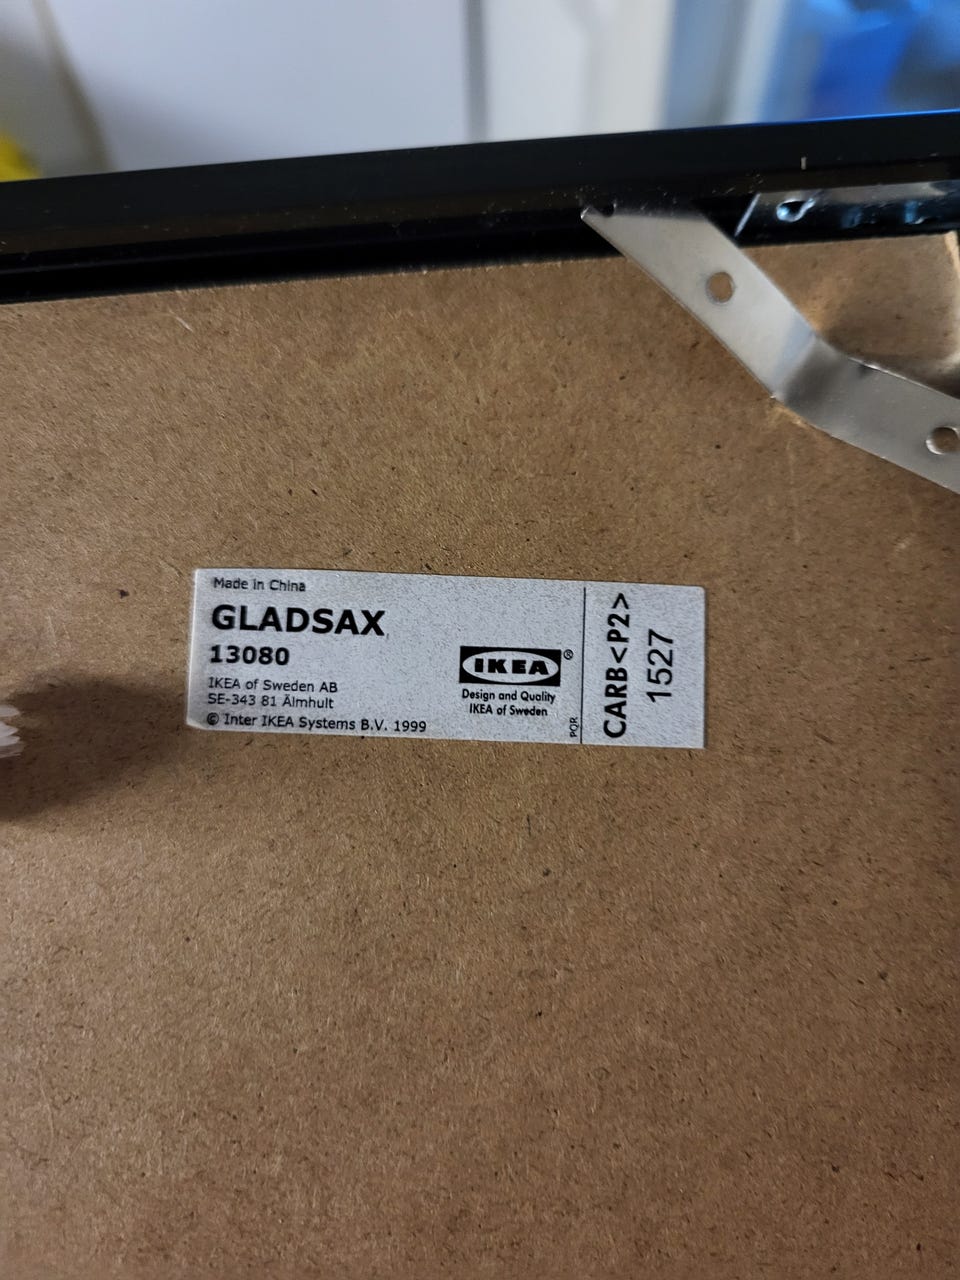 Made in China
GLADSAX
13080
IKEA of Sweden AB
SE-343 81 Älmhult
© Inter IKEA Systems B.V. 1999
IKEA®
Design and Quality
IKEA of Sweden
PQR
CARB<P2>
1527